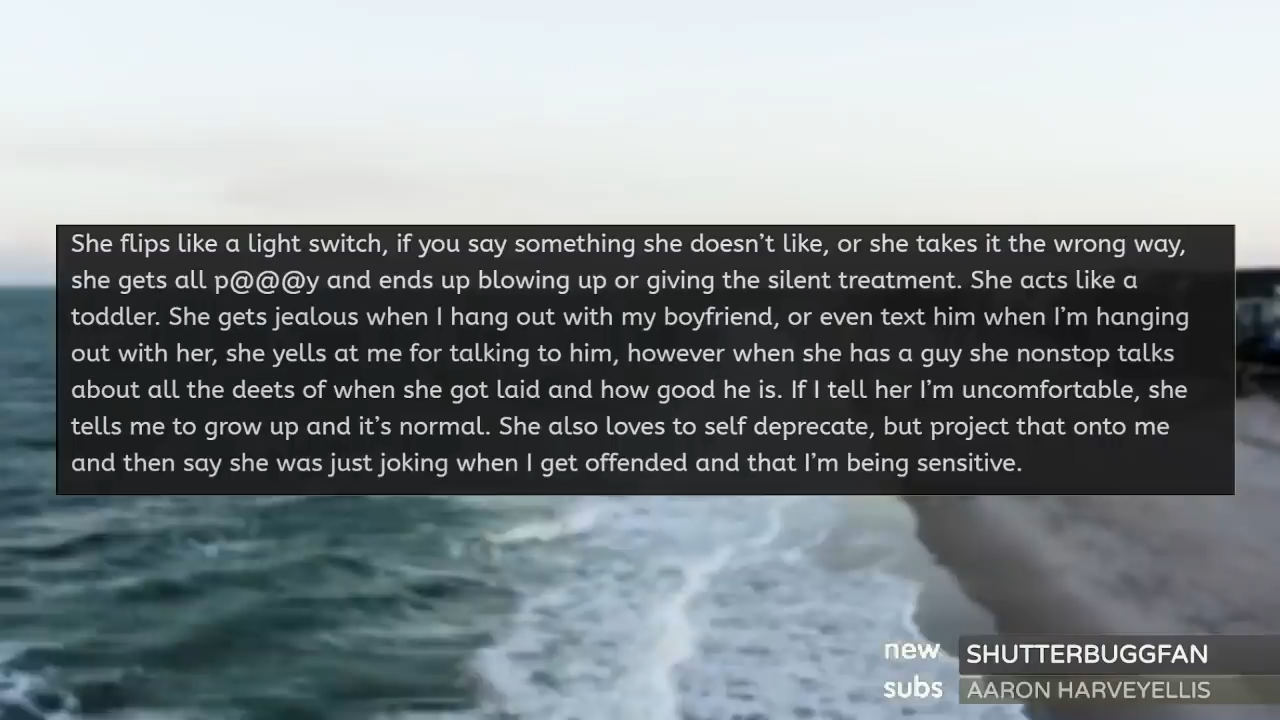 She flips like a light switch, if you say something she doesn’t like, or she takes it the wrong way,
she gets all p@@@y and ends up blowing up or giving the silent treatment. She acts like a
toddler. She gets jealous when I hang out with my boyfriend, or even text him when I’m hanging
out with her, she yells at me for talking to him, however when she has a guy she nonstop talks
about all the deets of when she got laid and how good he is. If I tell her I’m uncomfortable, she
tells me to grow up and it’s normal. She also loves to self deprecate, but project that onto me
and then say she was just joking when I get offended and that I’m being sensitive.
new SHUTTERBUGGFAN
subs AARON HARVEYELLIS